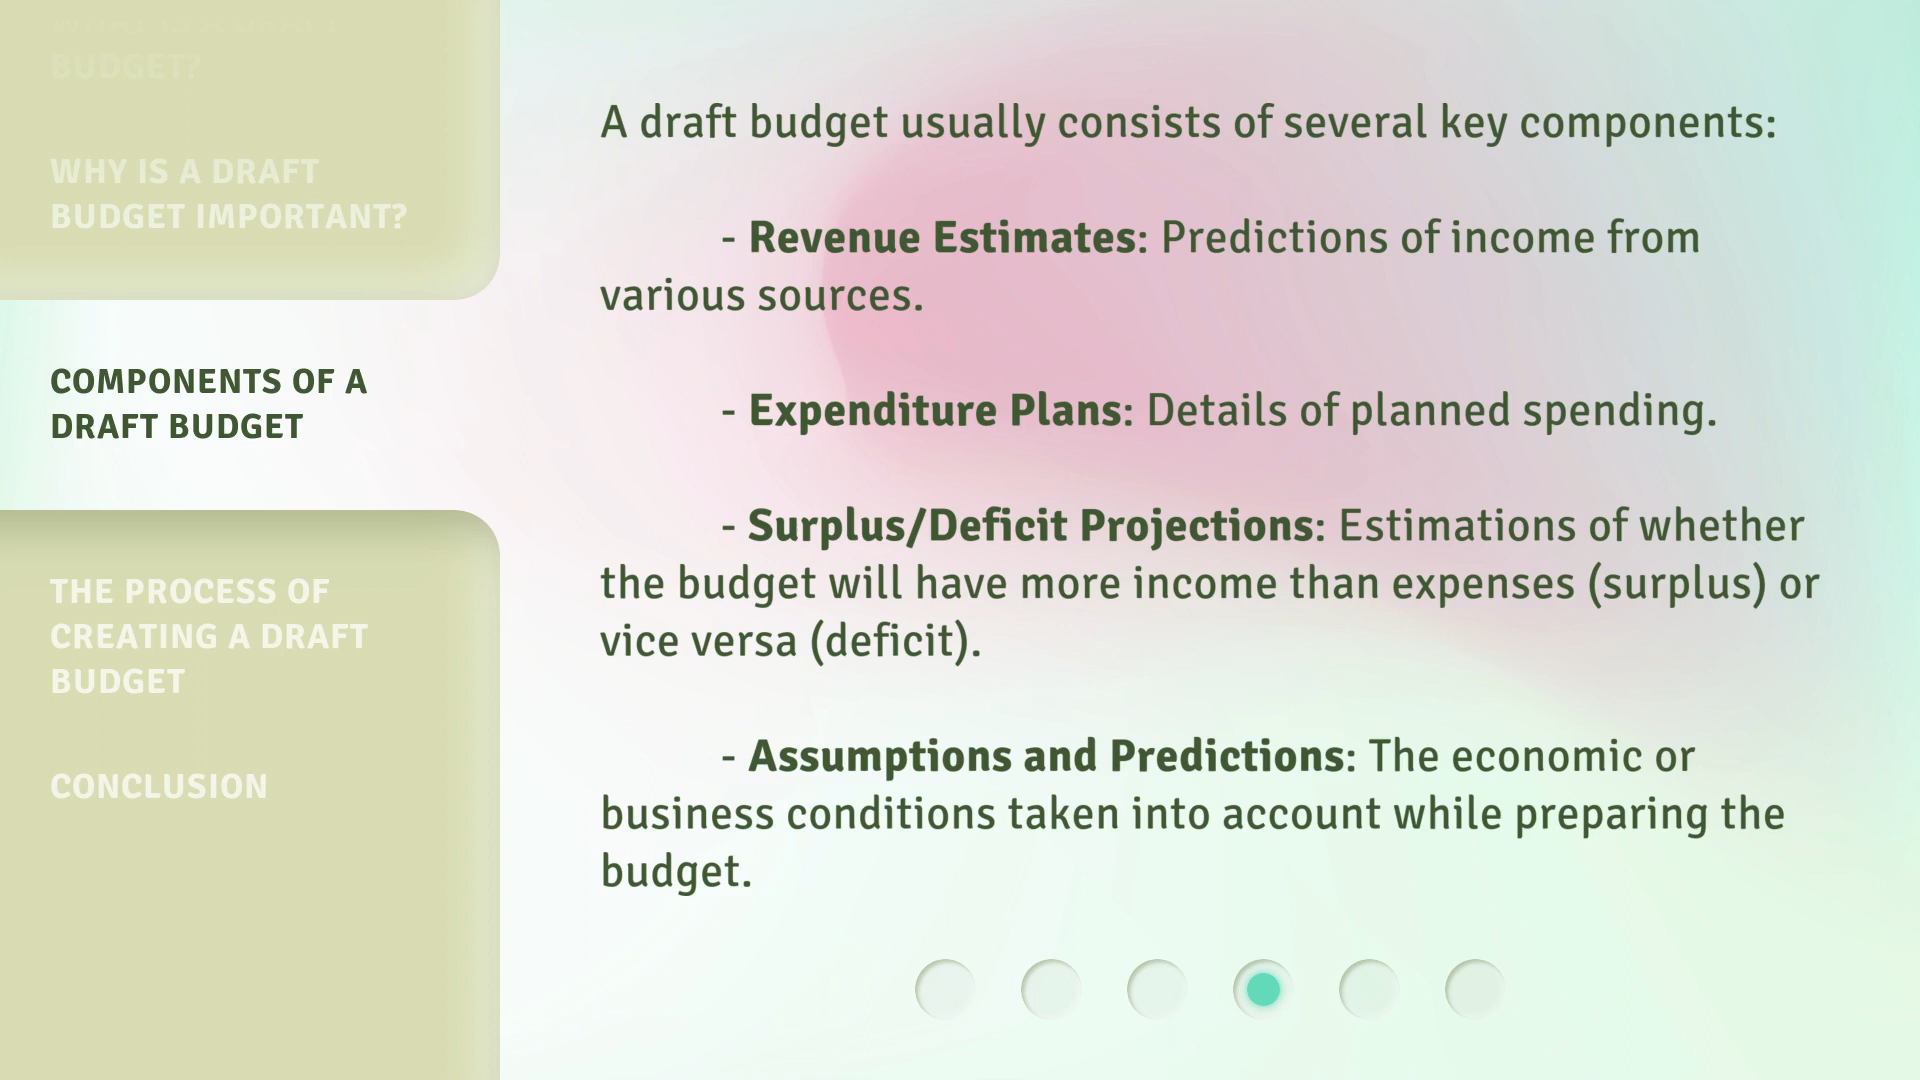 BUDGET?
WHY IS A DRAFT
BUDGET IMPORTANT?
COMPONENTS OF A
DRAFT BUDGET
THE PROCESS OF
CREATING A DRAFT
BUDGET
CONCLUSION
A draft budget usually consists of several key components:
- Revenue Estimates: Predictions of income from
various sources.
- Expenditure Plans: Details of planned spending.
- Surplus/Deficit Projections: Estimations of whether
the budget will have more income than expenses (surplus) or
vice versa (deficit).
- Assumptions and Predictions: The economic or
business conditions taken into account while preparing the
budget.